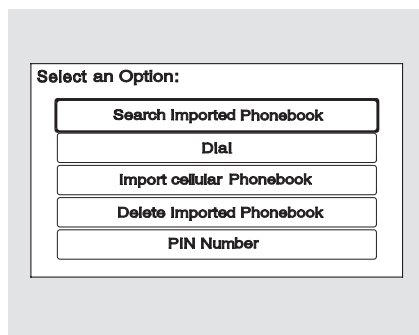 Select an Option:
Search Imported Phonebook
Dial
Import cellular Phonebook
Delete Imported Phonebook
PIN Number